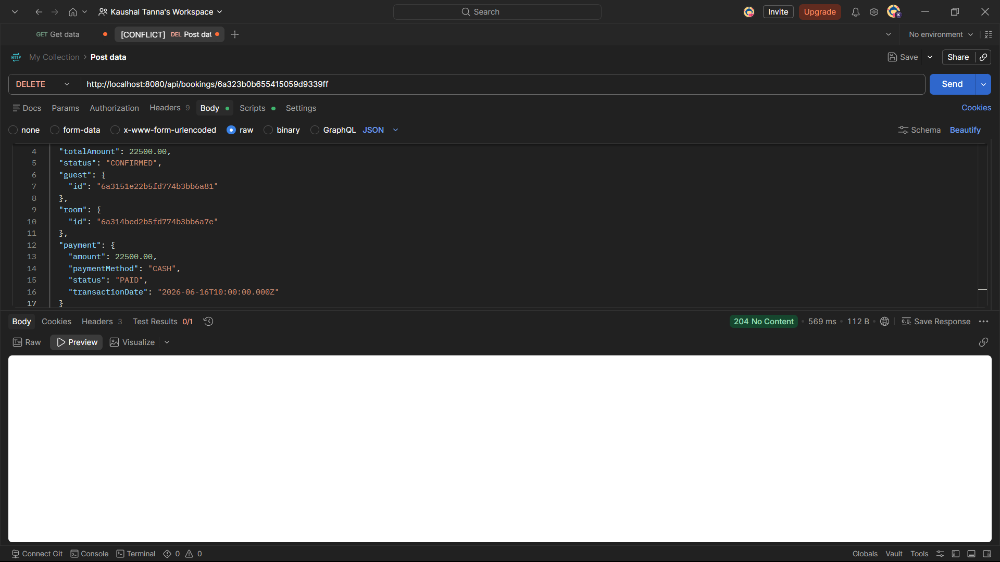 Kaushal Tanna's Workspace
Search
Invite
Upgrade
GET Get data
[CONFLICT] DEL Post dat
No environment
HTTP My Collection > Post data
Save
Share
DELETE
http://localhost:8080/api/bookings/6a323b0b655415059d9339ff
Send
Docs Params Authorization Headers 9 Body Scripts Settings
Cookies
none form-data x-www-form-urlencoded raw binary GraphQL JSON
Schema Beautify
4 "totalAmount": 22500.00,
5 "status": "CONFIRMED",
6 "guest": {
7 "id": "6a3151e22b5fd774b3bb6a81"
8 },
9 "room": {
10 "id": "6a314bed2b5fd774b3bb6a7e"
11 },
12 "payment": {
13 "amount": 22500.00,
14 "paymentMethod": "CASH",
15 "status": "PAID",
16 "transactionDate": "2026-06-16T10:00:00.000Z"
17 }
Body Cookies Headers 3 Test Results 0/1
204 No Content • 569 ms • 112 B • e.g. Save Response
Raw Preview Visualize
Connect Git Console Terminal 0 0
Globals Vault Tools